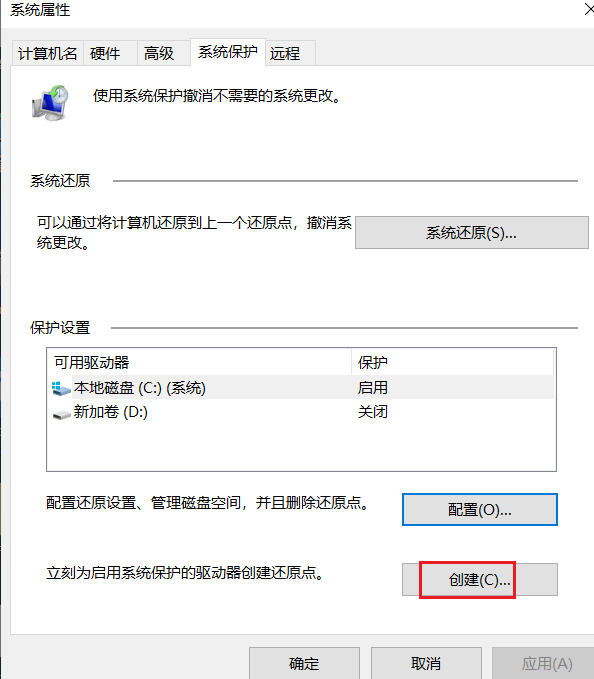 系统属性
计算机名 硬件 高级 系统保护 远程
使用系统保护撤消不需要的系统更改。
系统还原
可以通过将计算机还原到上一个还原点，撤消系
统更改。
系统还原(S)...
保护设置
可用驱动器 保护
本地磁盘 (C:) (系统) 启用
新加卷 (D:) 关闭
配置还原设置、管理磁盘空间，并且删除还原点。
配置(O)...
立刻为启用系统保护的驱动器创建还原点。
创建(C)...
确定 取消 应用(A)